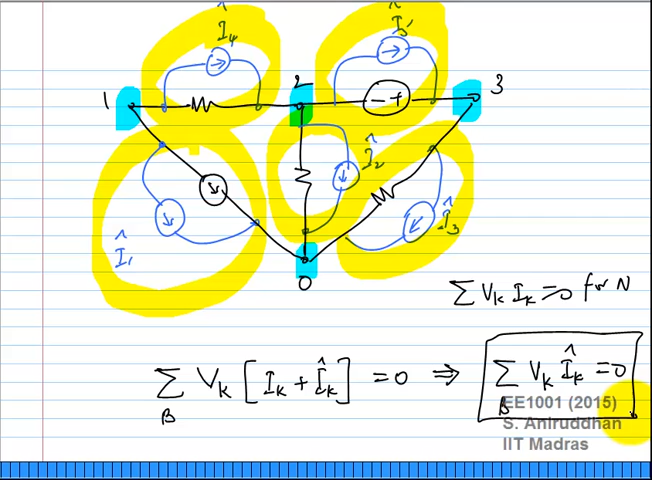 Î₄ Î₅
1 2 3
Î₂
Î₁ Î₃
0
∑ Vₖ Iₖ = 0 for N
∑ Vₖ [Iₖ + Îₖ] = 0 ⇒ ∑ Vₖ Îₖ = 0
B B
EE1001 (2015)
S. Aniruddhan
IIT Madras